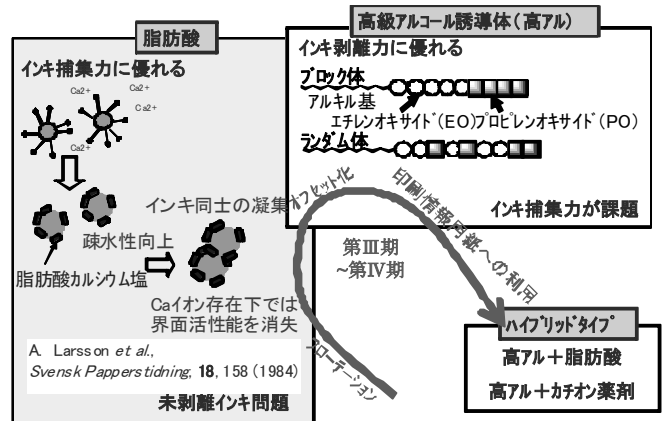 脂肪酸
インキ捕集力に優れる
Ca2+
Ca2+
Ca2+
Ca2+
疎水性向上
脂肪酸カルシウム塩
インキ同士の凝集
Caイオン存在下では
界面活性能を消失
A. Larsson et al.,
Svensk Papperstidning, 18, 158 (1984)
未剥離インキ問題
高級アルコール誘導体(高アル)
インキ剥離力に優れる
ブロック体
アルキル基
エチレンオキサイド(EO)プロピレンオキサイド(PO)
ランダム体
インキ捕集力が課題
フローテーション
オフセット化
印刷情報用紙への利用
第Ⅲ期
~第Ⅳ期
ハイブリッドタイプ
高アル+脂肪酸
高アル+カチオン薬剤